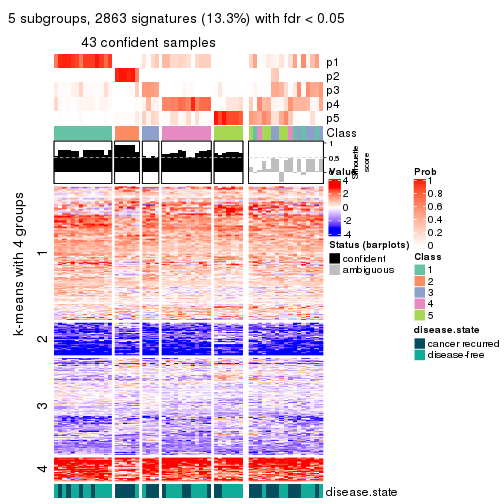 5 subgroups, 2863 signatures (13.3%) with fdr < 0.05
43 confident samples
p1
p2
p3
p4
p5
Class
1
0.5
0
Silhouette
score
k-means with 4 groups
1
2
3
4
disease.state
Value
4
2
0
-2
-4
Status (barplots)
confident
ambiguous
Prob
1
0.8
0.6
0.4
0.2
0
Class
1
2
3
4
5
disease.state
cancer recurred
disease-free